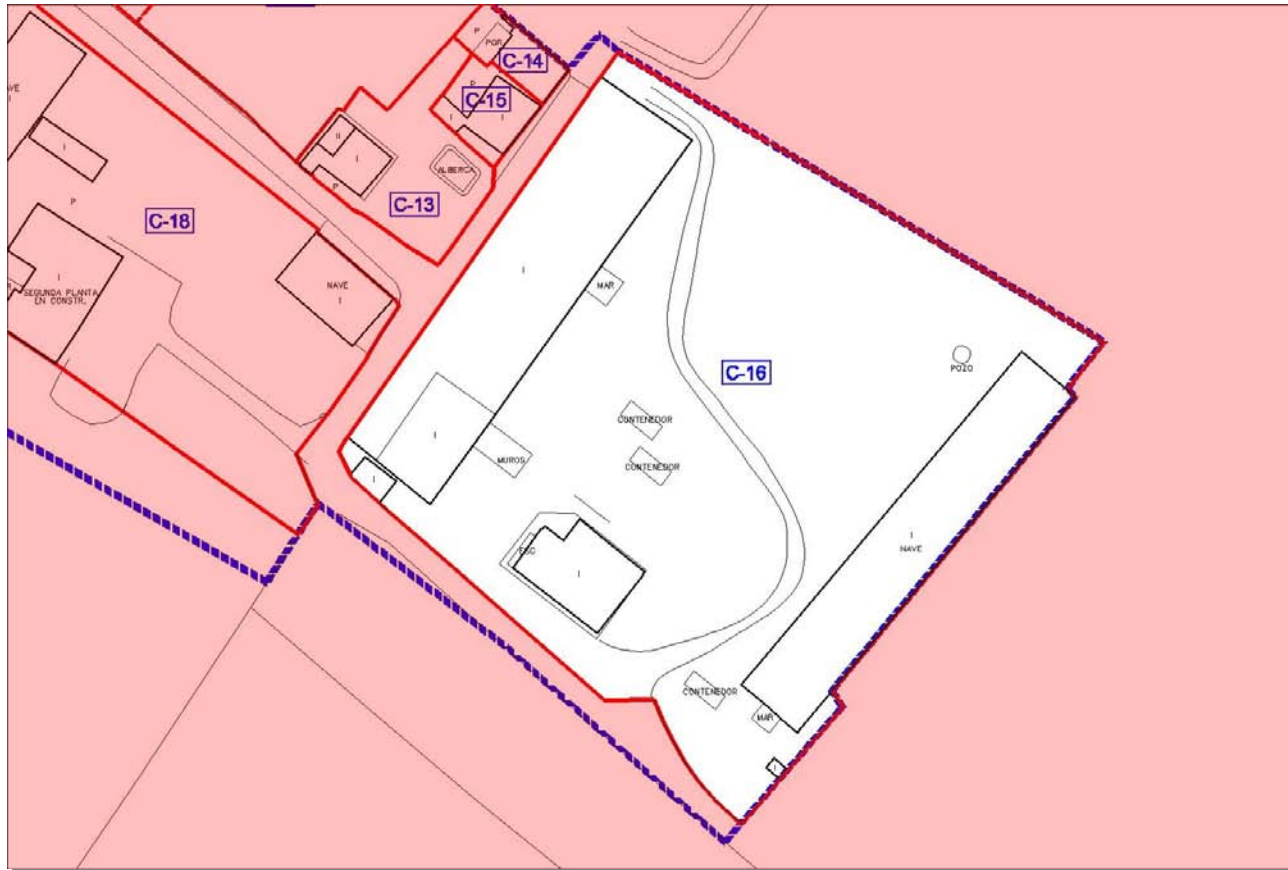 P
POR
C-14
P
C-15
I
I
NAVE
I
II
I
I
P
ALBERCA
P
C-13
C-18
I
I
NAVE
I
MAR
SEGUNDA PLANTA
EN CONSTR.
POZO
C-16
CONTENEDOR
I
MUROS
CONTENEDOR
I
I
NAVE
ESC
I
CONTENEDOR
MAR
I